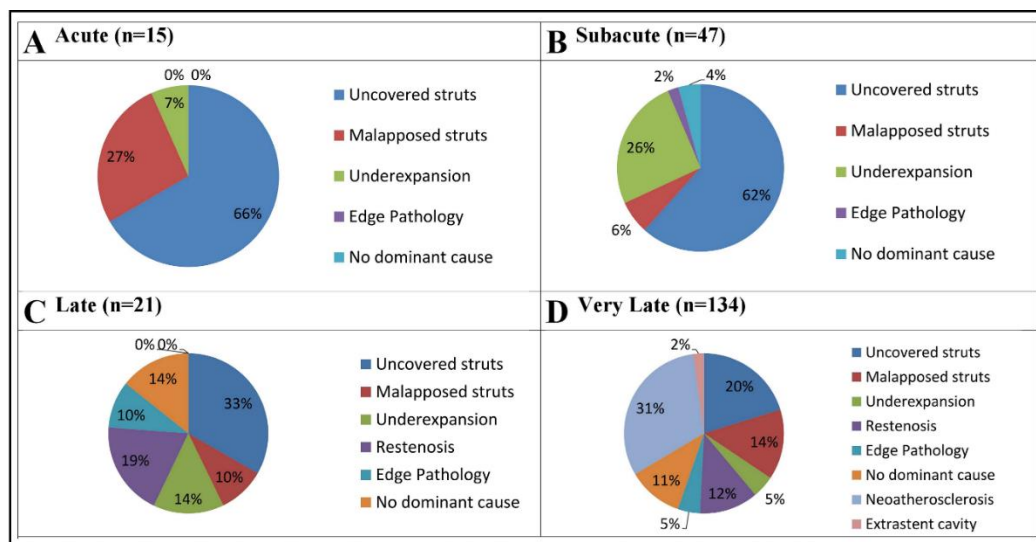 A Acute (n=15)
0% 0%
7%
27%
66%
Uncovered struts
Malapposed struts
Underexpansion
Edge Pathology
No dominant cause
B Subacute (n=47)
2%
4%
26%
62%
6%
Uncovered struts
Malapposed struts
Underexpansion
Edge Pathology
No dominant cause
C Late (n=21)
0% 0%
14%
33%
10%
19%
10%
14%
Uncovered struts
Malapposed struts
Underexpansion
Restenosis
Edge Pathology
No dominant cause
D Very Late (n=134)
2%
20%
31%
14%
11%
12%
5%
5%
Uncovered struts
Malapposed struts
Underexpansion
Restenosis
Edge Pathology
No dominant cause
Neoatherosclerosis
Extrastent cavity